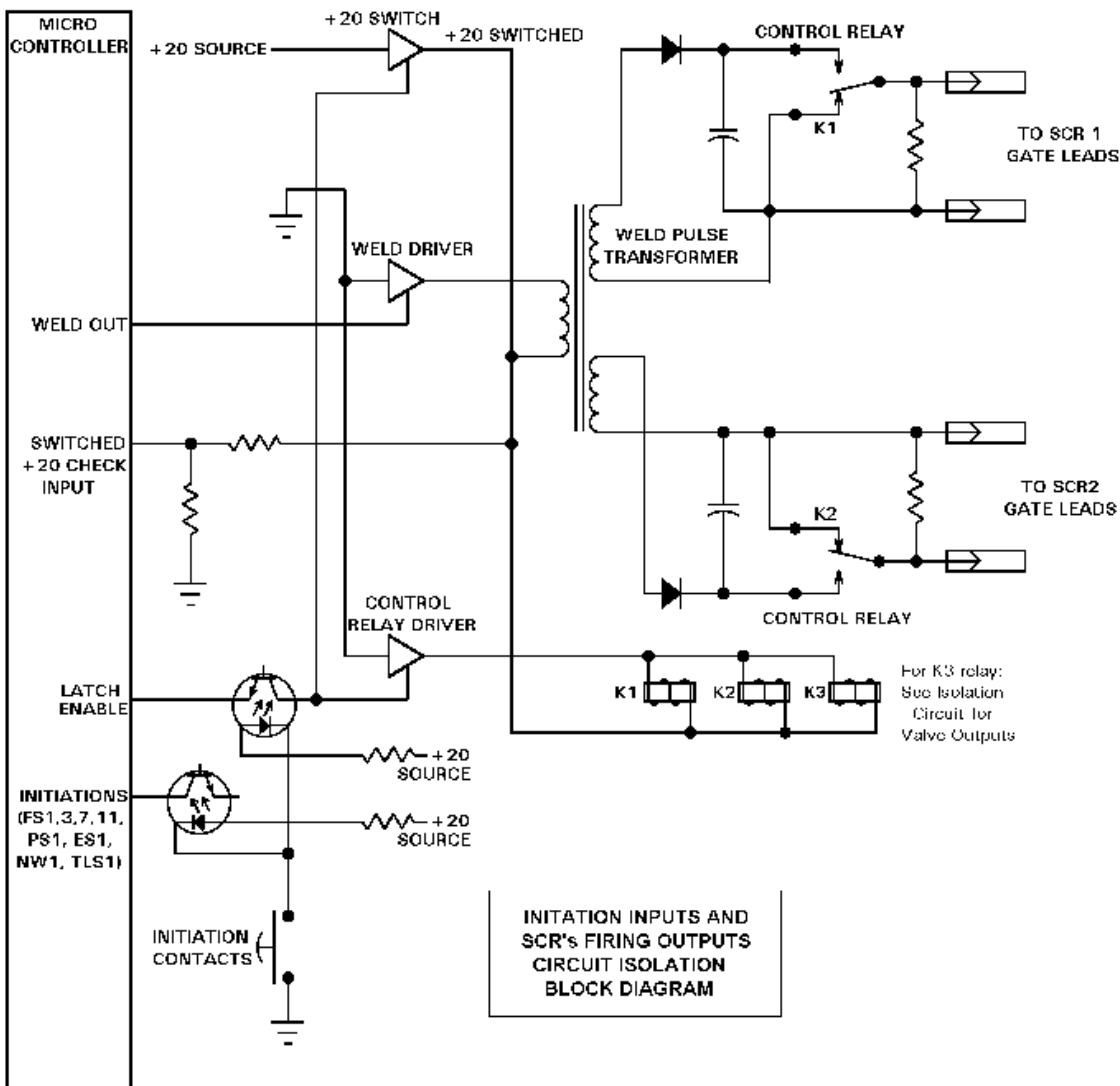 MICRO
CONTROLLER
+20 SWITCH
+20 SOURCE
+20 SWITCHED
CONTROL RELAY
K1
TO SCR 1
GATE LEADS
WELD DRIVER
WELD PULSE
TRANSFORMER
WELD OUT
SWITCHED
+20 CHECK
INPUT
K2
TO SCR2
GATE LEADS
CONTROL RELAY
CONTROL
RELAY DRIVER
K1
K2
K3
For K3 relay:
See Isolation
Circuit for
Valve Outputs
LATCH
ENABLE
+20
SOURCE
INITIATIONS
(FS1,3,7,11,
PS1, ES1,
NW1, TLS1)
+20
SOURCE
INITIATION
CONTACTS
INITATION INPUTS AND
SCR's FIRING OUTPUTS
CIRCUIT ISOLATION
BLOCK DIAGRAM